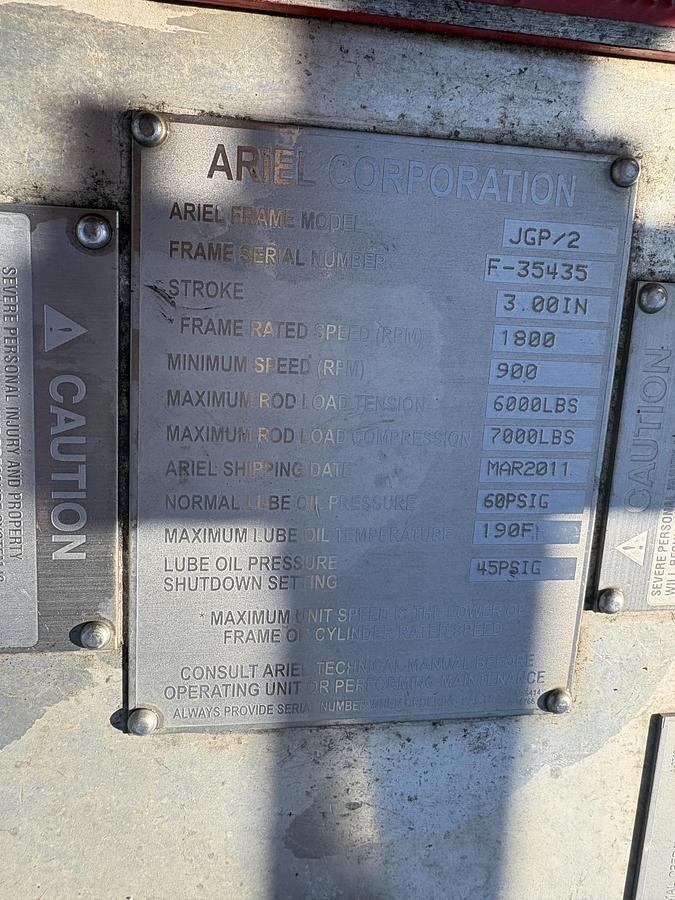 ARIEL CORPORATION
ARIEL FRAME MODEL JGP/2
FRAME SERIAL NUMBER F-35435
STROKE 3.00IN
* FRAME RATED SPEED (RPM) 1800
MINIMUM SPEED (RPM) 900
MAXIMUM ROD LOAD TENSION 6000LBS
MAXIMUM ROD LOAD COMPRESSION 7000LBS
ARIEL SHIPPING DATE MAR2011
NORMAL LUBE OIL PRESSURE 60PSIG
MAXIMUM LUBE OIL TEMPERATURE 190F
LUBE OIL PRESSURE 45PSIG
SHUTDOWN SETTING
* MAXIMUM UNIT SPEED IS THE LOWER OF
FRAME OR CYLINDER RATED SPEED
CONSULT ARIEL TECHNICAL MANUAL BEFORE
OPERATING UNIT OR PERFORMING MAINTENANCE
ALWAYS PROVIDE SERIAL NUMBER WHEN
CAUTION
SEVERE PERSONAL INJURY AND PROPERTY
CAUTION
SEVERE PERSON
WILL RE